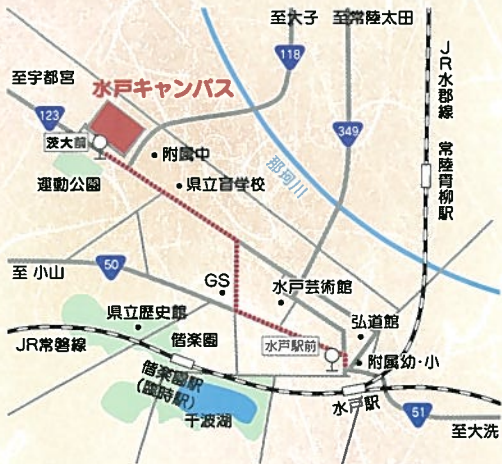 至大子
至常陸太田
118
JR水郡線
常陸青柳駅
至宇都宮
水戸キャンパス
123
茨大前
349
附属中
那珂川
運動公園
県立盲学校
50
至 小山
GS
水戸芸術館
県立歴史館
弘道館
偕楽園
JR常磐線
水戸駅前
附属幼・小
偕楽園駅
(臨時駅)
水戸駅
千波湖
51
至大洗